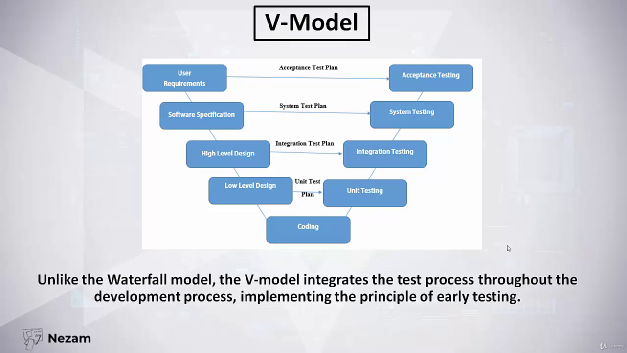 V-Model
User
Requirements
Acceptance Test Plan
Acceptance Testing
Software Specification
System Test Plan
System Testing
High Level Design
Integration Test Plan
Integration Testing
Low Level Design
Unit Test
Plan
Unit Testing
Coding
Unlike the Waterfall model, the V-model integrates the test process throughout the
development process, implementing the principle of early testing.
Nezam